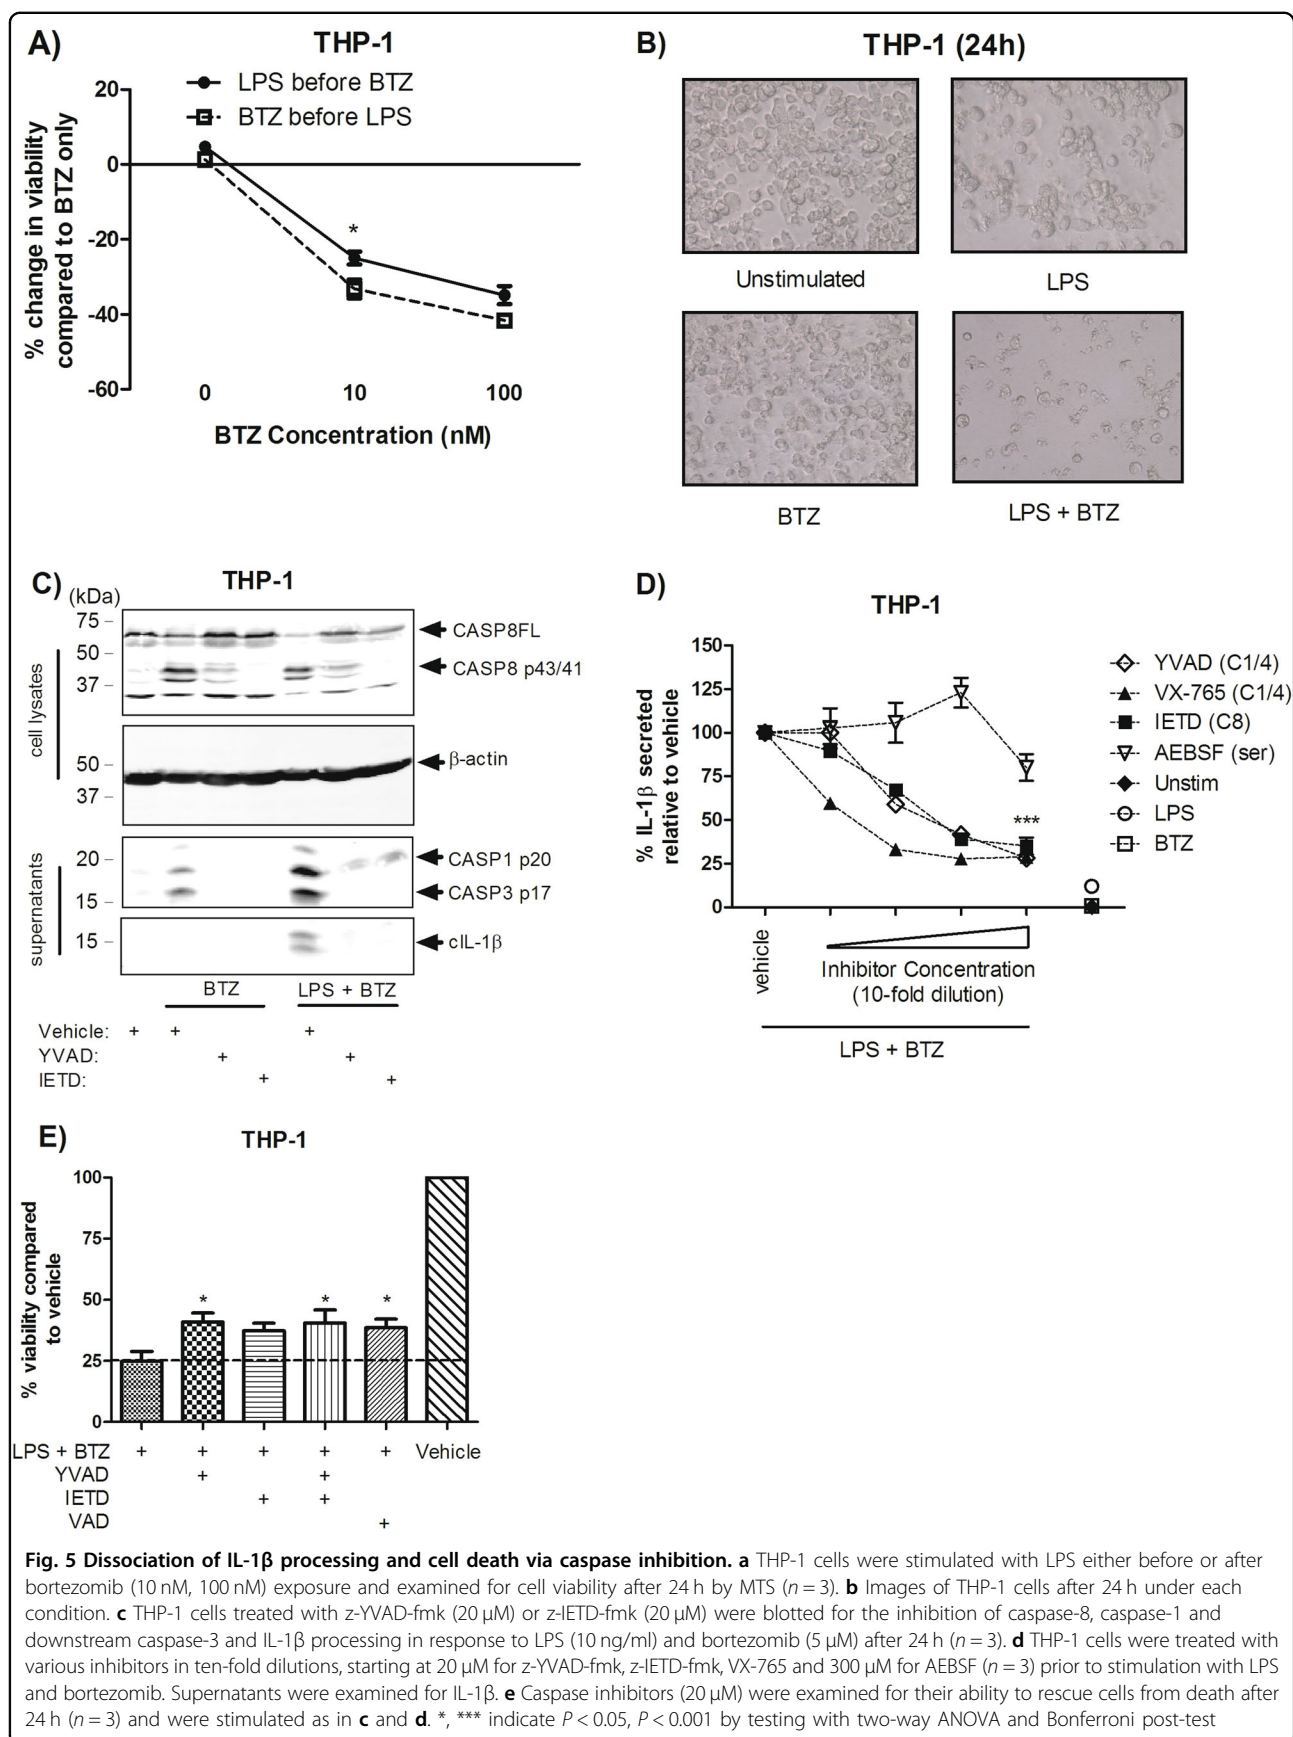 A)
THP-1
LPS before BTZ
BTZ before LPS
% change in viability
compared to BTZ only
20
0
-20
-40
-60
*
0 10 100
BTZ Concentration (nM)
B)
THP-1 (24h)
Unstimulated
LPS
BTZ
LPS + BTZ
C)
THP-1
(kDa)
75
50
37
CASP8FL
CASP8 p43/41
cell lysates
50
37
β-actin
20
15
CASP1 p20
CASP3 p17
supernatants
15
cIL-1β
BTZ
LPS + BTZ
Vehicle: + + +
YVAD: + +
IETD: + +
D)
THP-1
% IL-1β secreted
relative to vehicle
150
125
100
75
50
25
0
***
YVAD (C1/4)
VX-765 (C1/4)
IETD (C8)
AEBSF (ser)
Unstim
LPS
BTZ
vehicle
Inhibitor Concentration
(10-fold dilution)
LPS + BTZ
E)
THP-1
% viability compared
to vehicle
100
75
50
25
0
* * *
LPS + BTZ + + + + + Vehicle
YVAD + +
IETD + +
VAD +
Fig. 5 Dissociation of IL-1β processing and cell death via caspase inhibition. a THP-1 cells were stimulated with LPS either before or after
bortezomib (10 nM, 100 nM) exposure and examined for cell viability after 24 h by MTS (n = 3). b Images of THP-1 cells after 24 h under each
condition. c THP-1 cells treated with z-YVAD-fmk (20 µM) or z-IETD-fmk (20 µM) were blotted for the inhibition of caspase-8, caspase-1 and
downstream caspase-3 and IL-1β processing in response to LPS (10 ng/ml) and bortezomib (5 µM) after 24 h (n = 3). d THP-1 cells were treated with
various inhibitors in ten-fold dilutions, starting at 20 µM for z-YVAD-fmk, z-IETD-fmk, VX-765 and 300 µM for AEBSF (n = 3) prior to stimulation with LPS
and bortezomib. Supernatants were examined for IL-1β. e Caspase inhibitors (20 µM) were examined for their ability to rescue cells from death after
24 h (n = 3) and were stimulated as in c and d. *, *** indicate P < 0.05, P < 0.001 by testing with two-way ANOVA and Bonferroni post-test